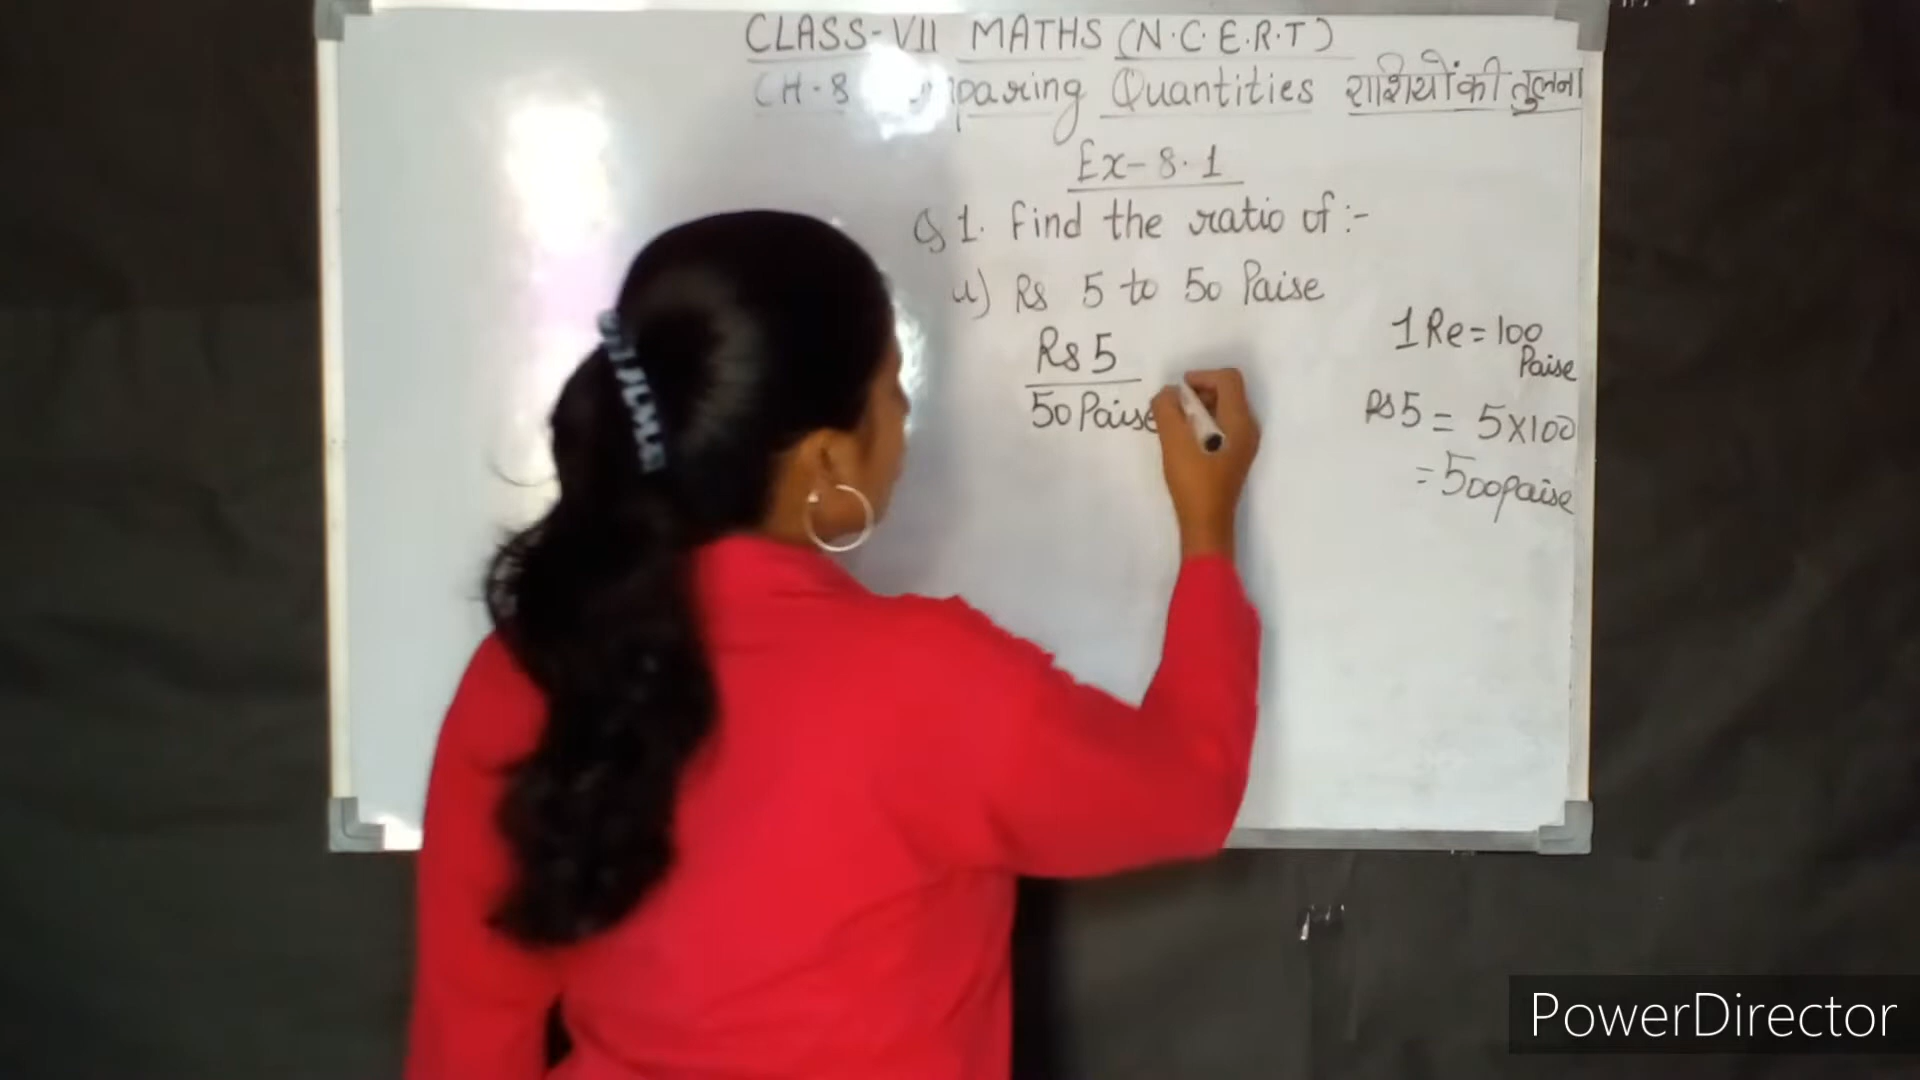 CLASS-VII MATHS (N.C.E.R.T)
CH-8 paring Quantities राशियों की तुलना
Ex-8.1
Q1. Find the ratio of :-
a) Rs 5 to 50 Paise
Rs 5
50 Paise
1 Re = 100
Paise
Rs 5 = 5x100
= 500 paise
PowerDirector